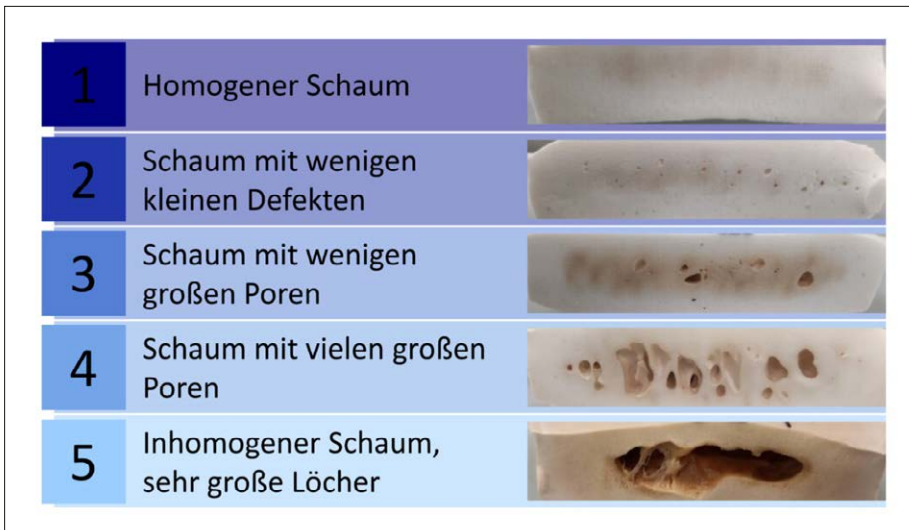 1
Homogener Schaum
2
Schaum mit wenigen
kleinen Defekten
3
Schaum mit wenigen
großen Poren
4
Schaum mit vielen großen
Poren
5
Inhomogener Schaum,
sehr große Löcher